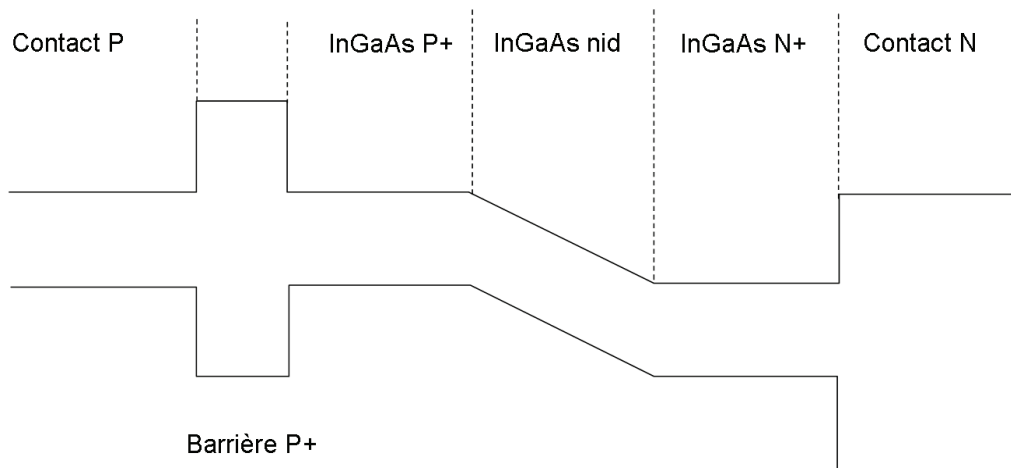 Contact P
InGaAs P+
InGaAs nid
InGaAs N+
Contact N
Barrière P+